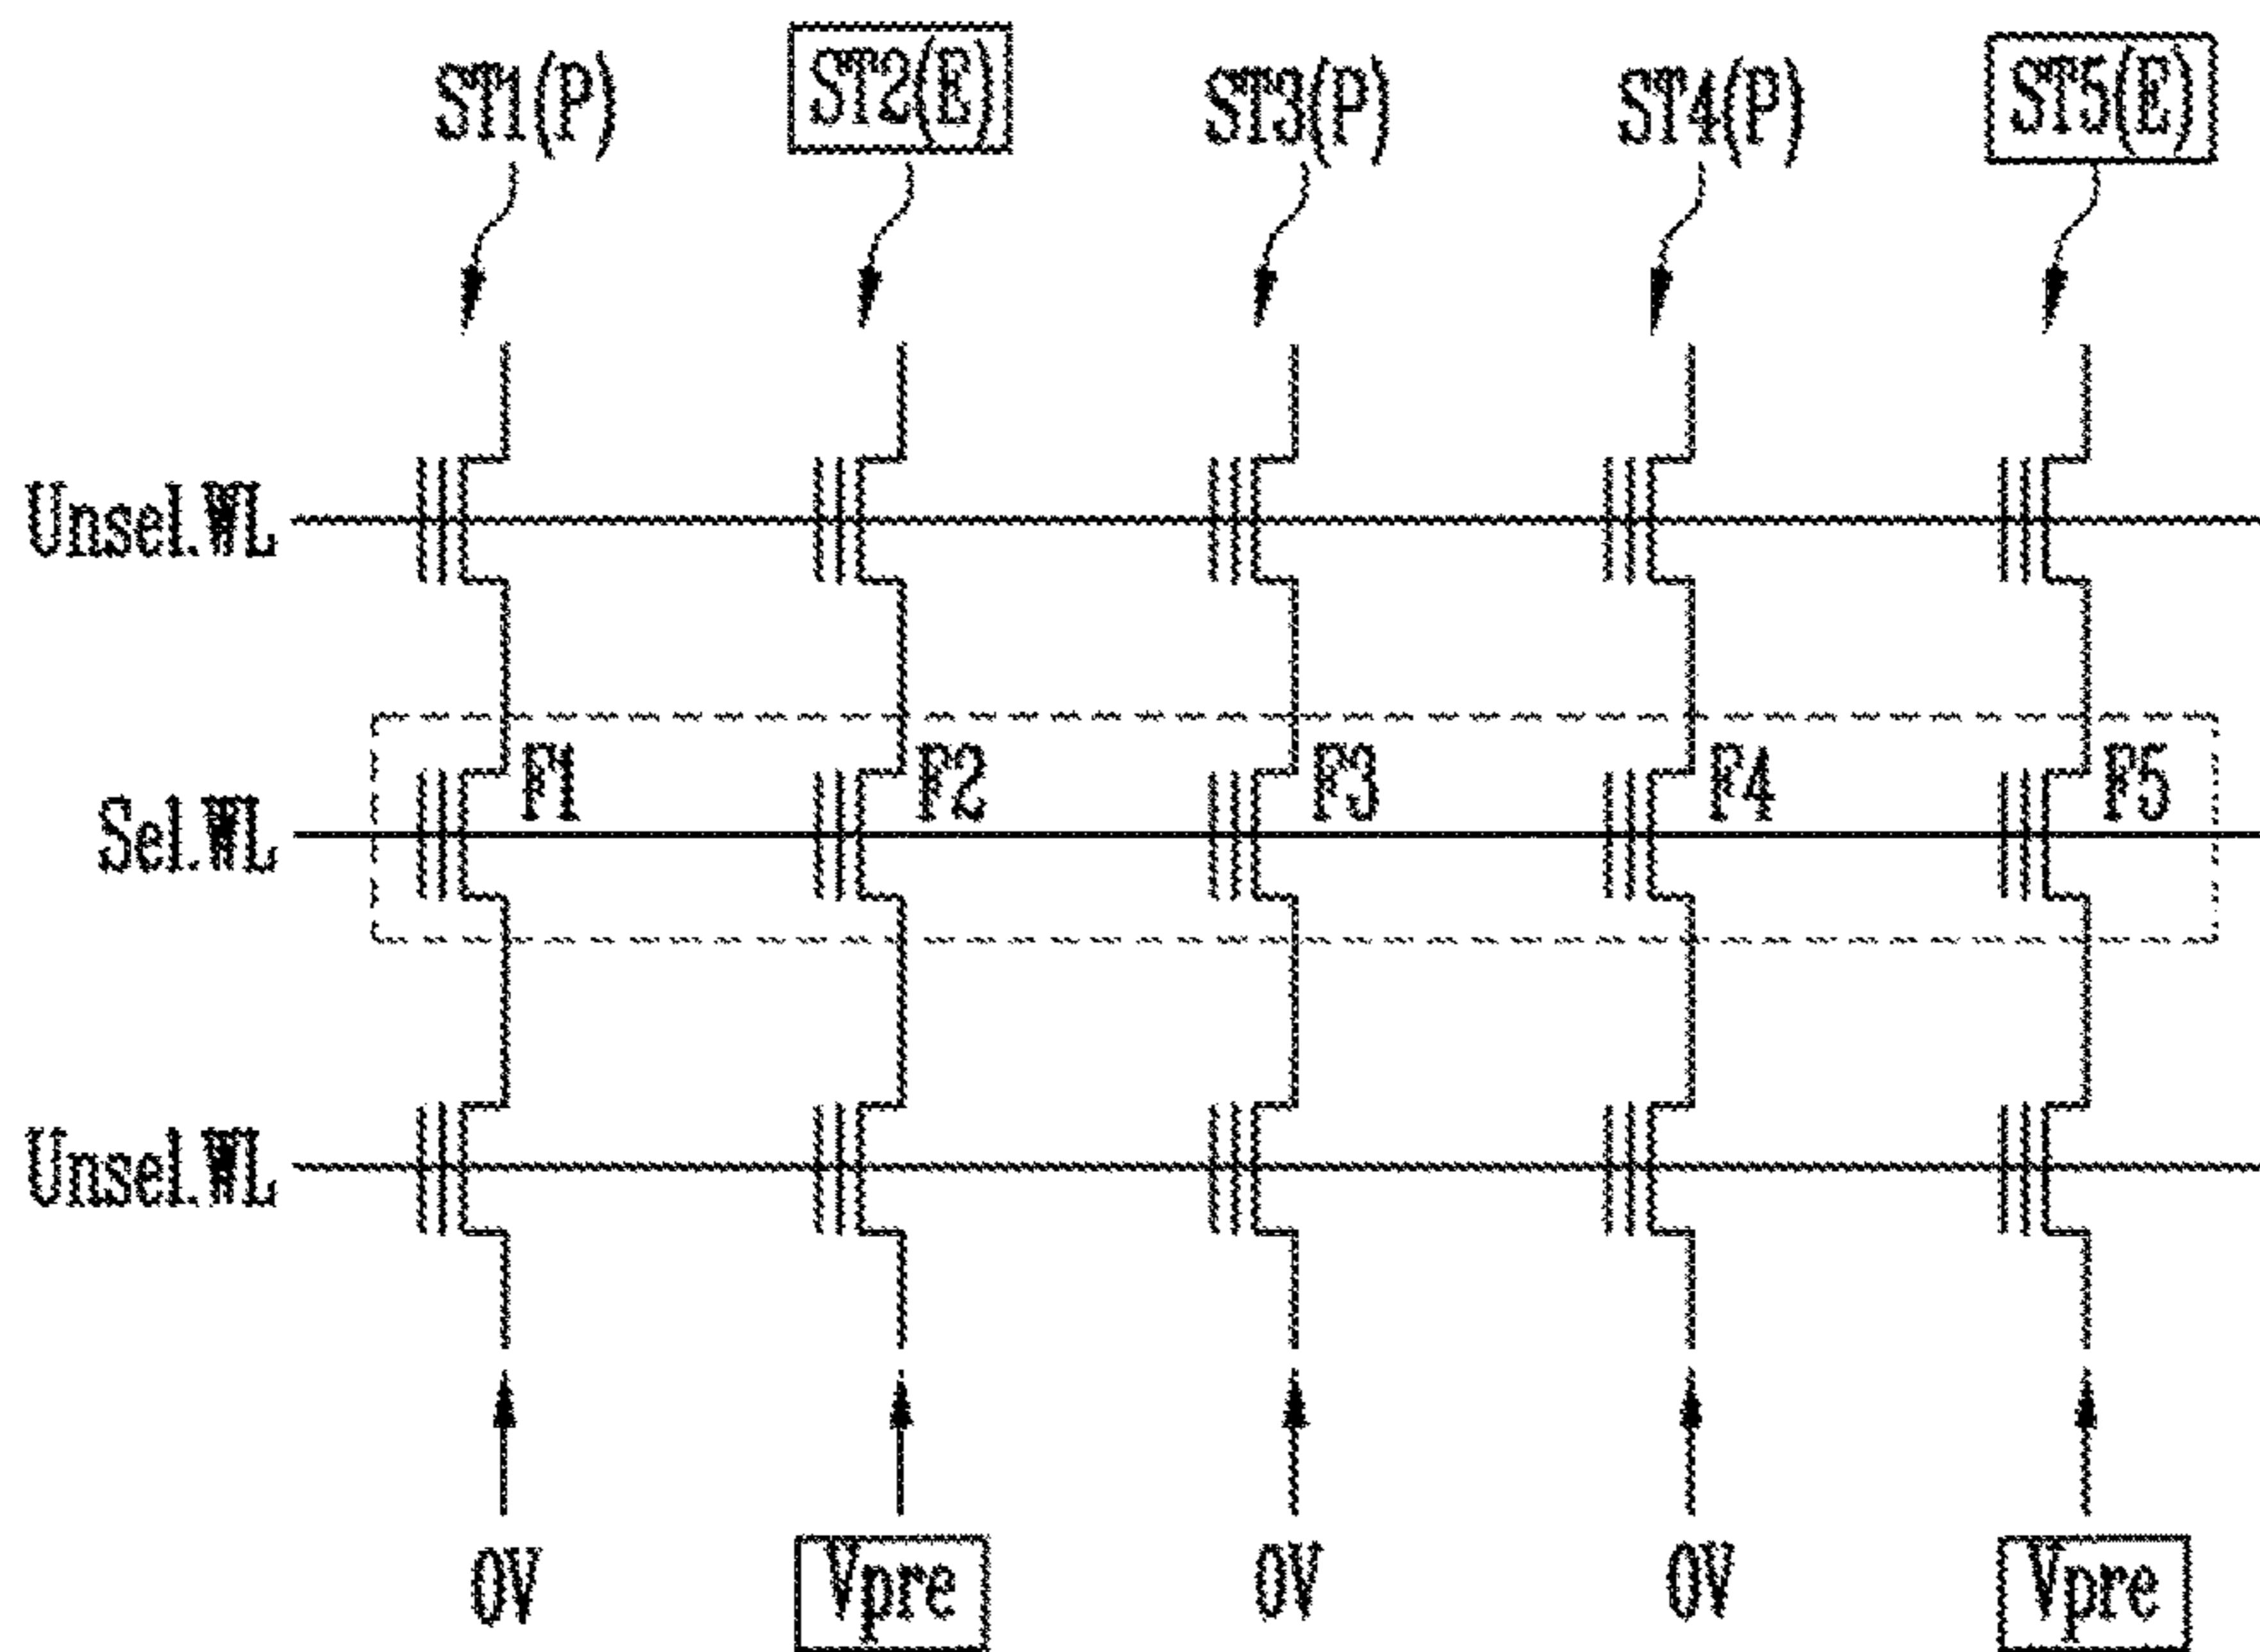 ST1(P) ST2(E) ST3(P) ST4(P) ST5(E)
Unsel.WL
F1 F2 F3 F4 F5
Sel.WL
Unsel.WL
0V Vpre 0V 0V Vpre